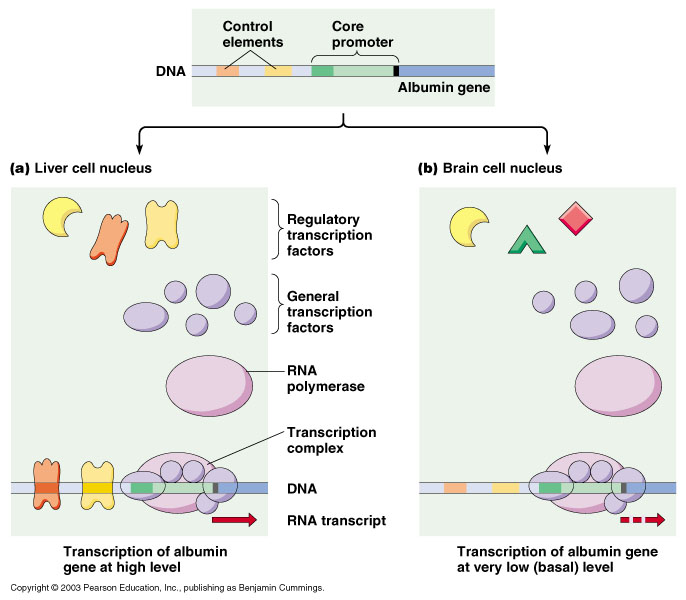 Control
elements
Core
promoter
DNA
Albumin gene
(a) Liver cell nucleus
(b) Brain cell nucleus
Regulatory
transcription
factors
General
transcription
factors
RNA
polymerase
Transcription
complex
DNA
RNA transcript
Transcription of albumin
gene at high level
Transcription of albumin gene
at very low (basal) level
Copyright © 2003 Pearson Education, Inc., publishing as Benjamin Cummings.